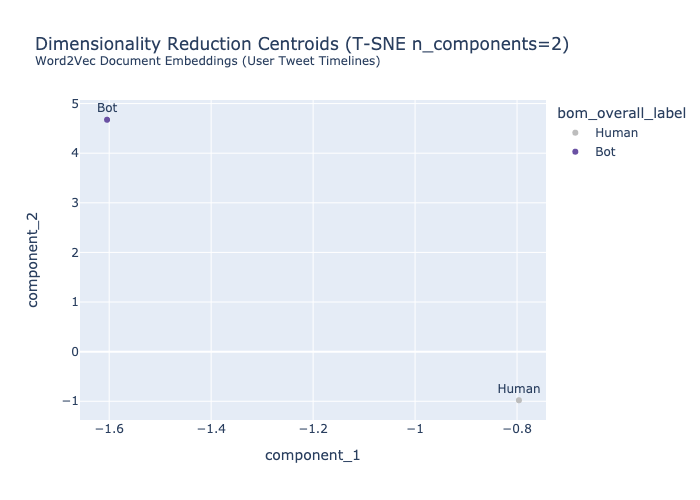 Dimensionality Reduction Centroids (T-SNE n_components=2)
Word2Vec Document Embeddings (User Tweet Timelines)
bom_overall_label
Human
Bot
component_2
5
4
3
2
1
0
−1
Bot
Human
−1.6
−1.4
−1.2
−1
−0.8
component_1